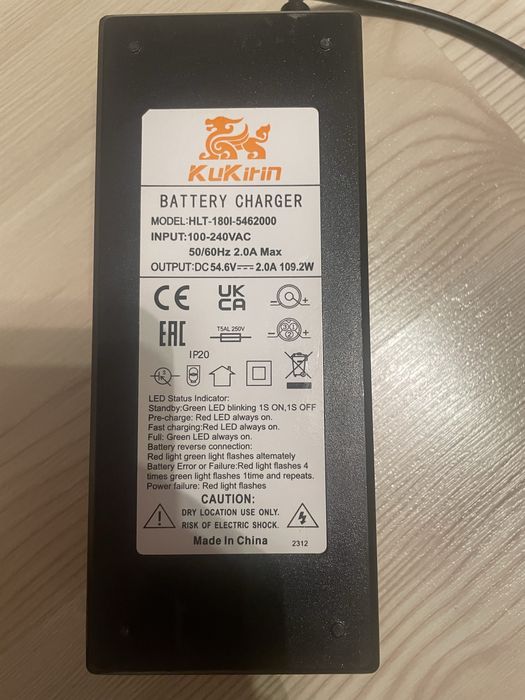 KuKirin
BATTERY CHARGER
MODEL:HLT-180I-5462000
INPUT:100-240VAC
50/60Hz 2.0A Max
OUTPUT:DC54.6V⎓2.0A 109.2W
CE UK CA
EAC T5AL 250V
IP20
LED Status Indicator:
Standby:Green LED blinking 1S ON,1S OFF
Pre-charge: Red LED always on.
Fast charging:Red LED always on.
Full: Green LED always on.
Battery reverse connection:
Red light green light flashes alternately
Battery Error or Failure:Red light flashes 4
times green light flashes 1time and repeats.
Power failure: Red light flashes
CAUTION:
DRY LOCATION USE ONLY.
RISK OF ELECTRIC SHOCK.
Made In China 2312